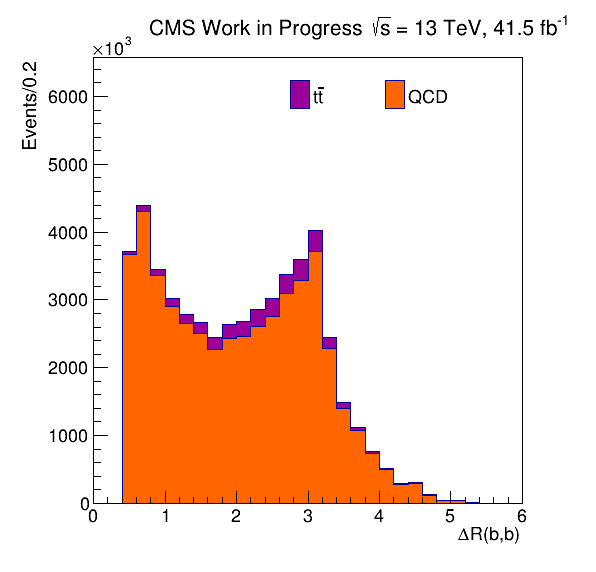 CMS Work in Progress √s = 13 TeV, 41.5 fb⁻¹
×10³
Events/0.2
tt̄ QCD
6000
5000
4000
3000
2000
1000
0
0 1 2 3 4 5 6
ΔR(b,b)